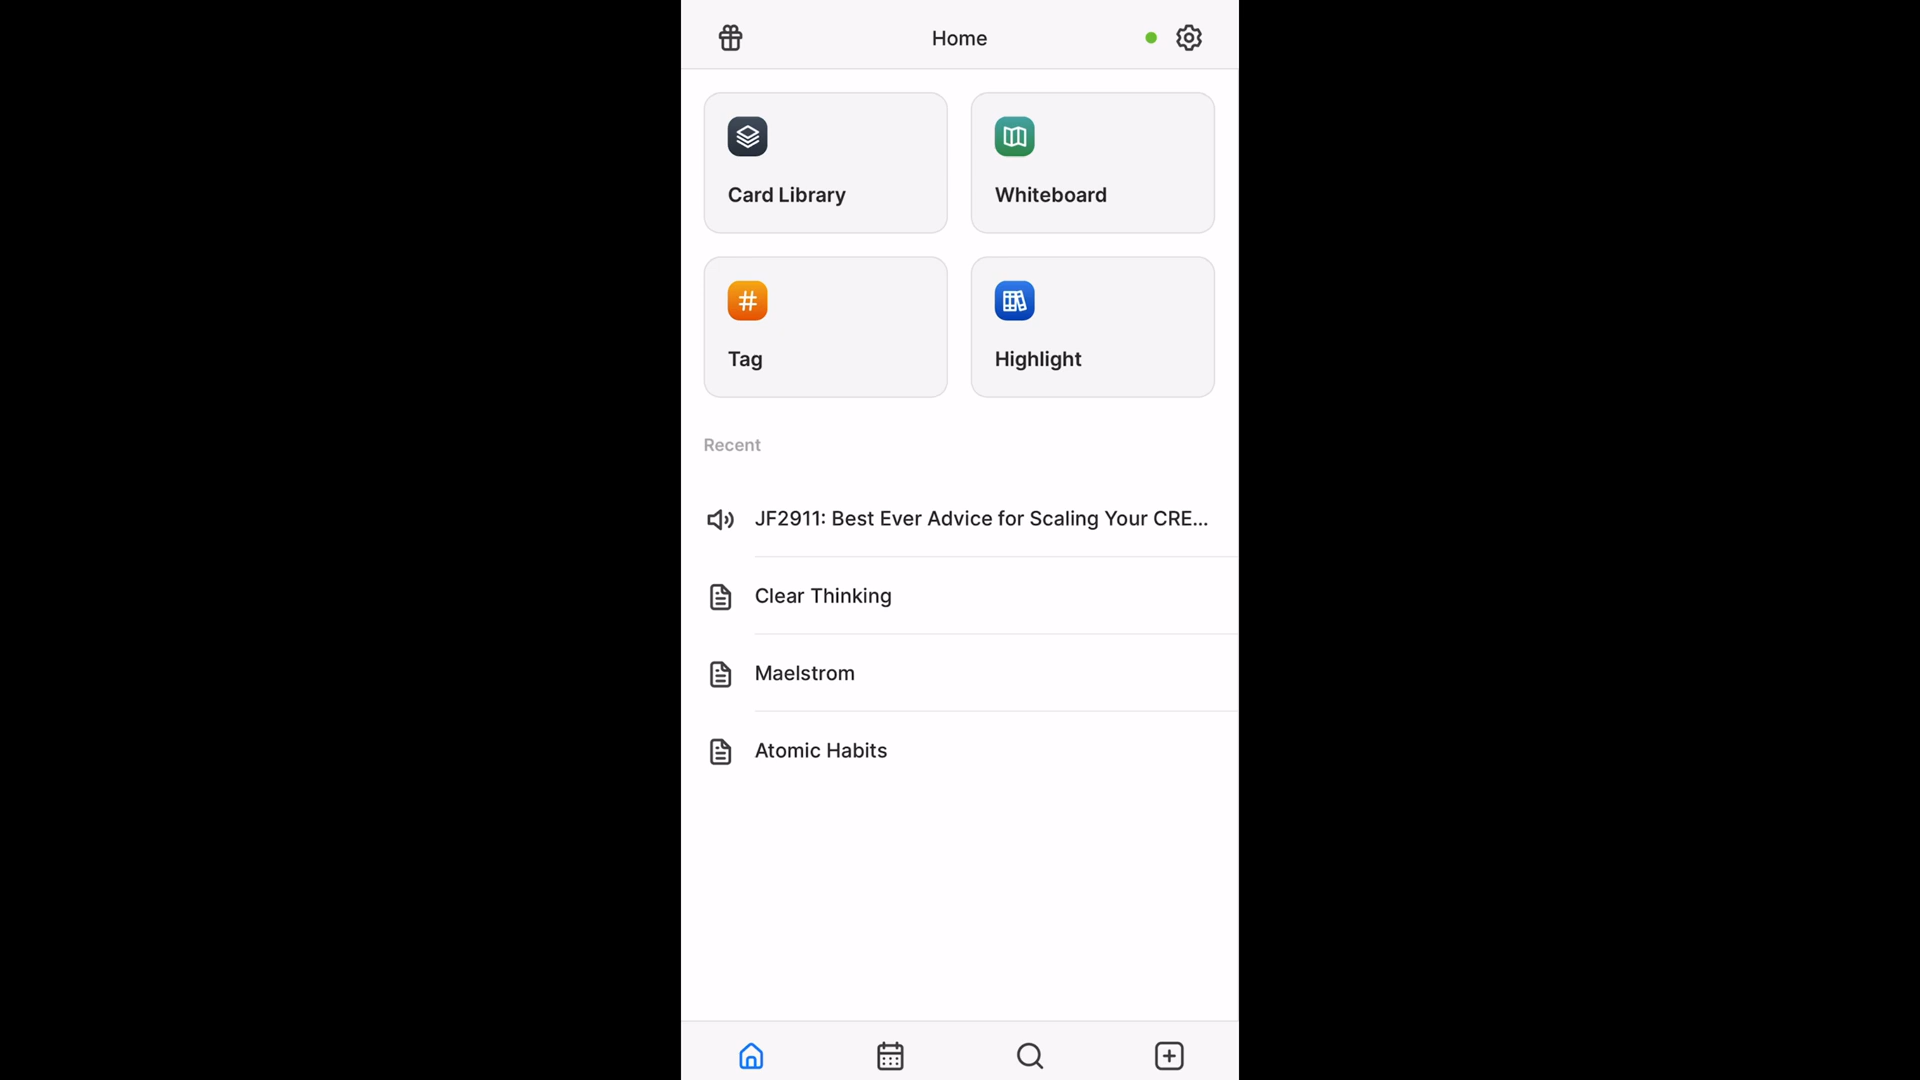 Home
Card Library
Whiteboard
Tag
Highlight
Recent
JF2911: Best Ever Advice for Scaling Your CRE...
Clear Thinking
Maelstrom
Atomic Habits